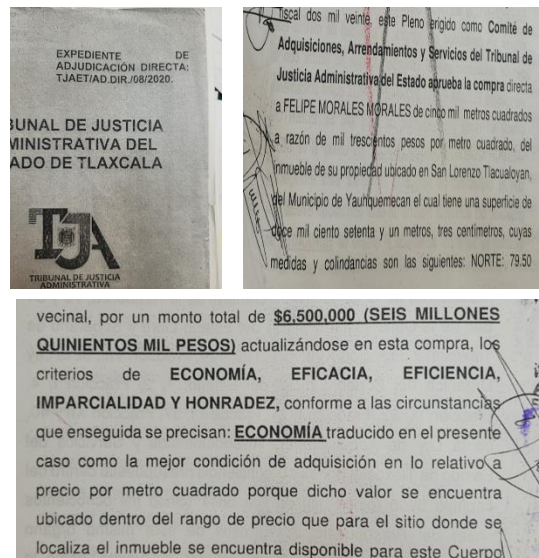 EXPEDIENTE DE
ADJUDICACIÓN DIRECTA:
TJAET/AD.DIR./08/2020.
BUNAL DE JUSTICIA
MINISTRATIVA DEL
ADO DE TLAXCALA
TJA
TRIBUNAL DE JUSTICIA
ADMINISTRATIVA
fiscal dos mil veinte, este Pleno erigido como Comité de
Adquisiciones, Arrendamientos y Servicios del Tribunal de
Justicia Administrativa del Estado aprueba la compra directa
a FELIPE MORALES MORALES de cinco mil metros cuadrados
a razón de mil trescientos pesos por metro cuadrado, del
inmueble de su propiedad ubicado en San Lorenzo Tlacualoyan,
del Municipio de Yauhquemecan el cual tiene una superficie de
doce mil ciento setenta y un metros, tres centímetros, cuyas
medidas y colindancias son las siguientes: NORTE: 79.50
vecinal, por un monto total de $6,500,000 (SEIS MILLONES
QUINIENTOS MIL PESOS) actualizándose en esta compra, los
criterios de ECONOMÍA, EFICACIA, EFICIENCIA,
IMPARCIALIDAD Y HONRADEZ, conforme a las circunstancias
que enseguida se precisan: ECONOMÍA traducido en el presente
caso como la mejor condición de adquisición en lo relativo a
precio por metro cuadrado porque dicho valor se encuentra
ubicado dentro del rango de precio que para el sitio donde se
localiza el inmueble se encuentra disponible para este Cuerpo